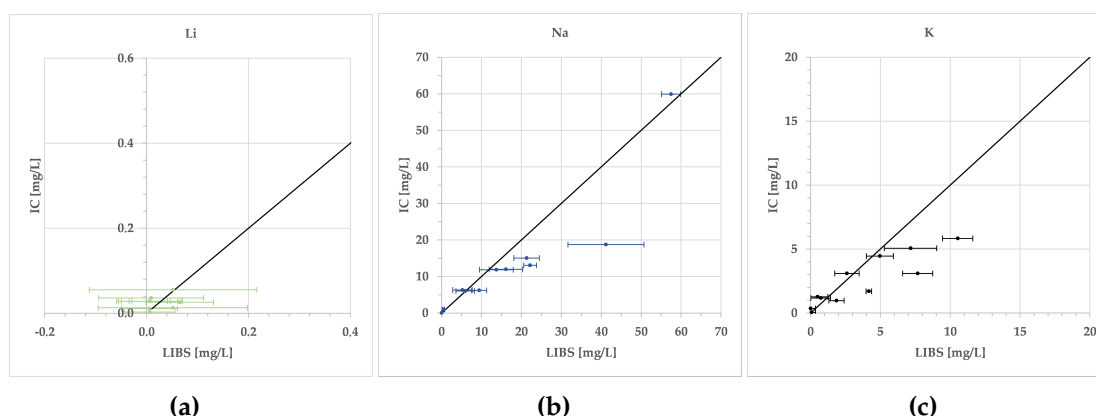 Li
0.6
0.4
0.2
0.0
-0.2 0.0 0.2 0.4
IC [mg/L]
LIBS [mg/L]
(a)
Na
70
60
50
40
30
20
10
0
0 10 20 30 40 50 60 70
IC [mg/L]
LIBS [mg/L]
(b)
K
20
15
10
5
0
0 5 10 15 20
IC [mg/L]
LIBS [mg/L]
(c)